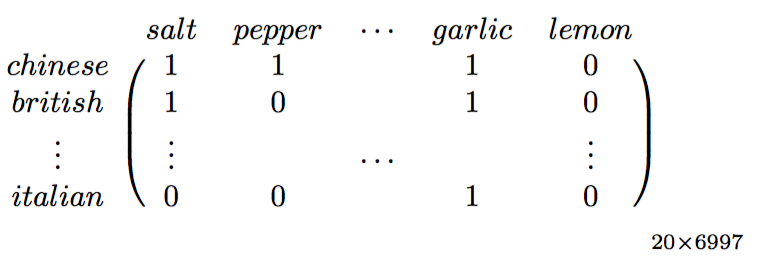 salt pepper ⋯ garlic lemon
chinese 1 1 1 0
british 1 0 1 0
⋮ ⋮ ⋯ ⋮
italian 0 0 1 0
20×6997